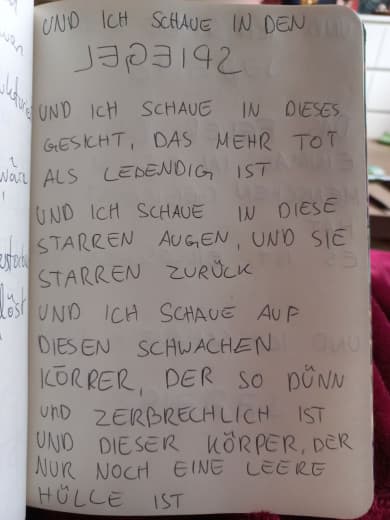 UND ICH SCHAUE IN DEN
SPIEGEL
UND ICH SCHAUE IN DIESES
GESICHT, DAS MEHR TOT
ALS LEDENDIG IST
UND ICH SCHAUE IN DIESE
STARREN AUGEN, UND SIE
STARREN ZURÜCK
UND ICH SCHAUE AUF
DIESEN SCHWACHEN
KÖRRER, DER SO DÜNN
UND ZERBRECHLICH IST
UND DIESER KÖRPER, DER
NUR NOCH EINE LEERE
HÜLLE IST